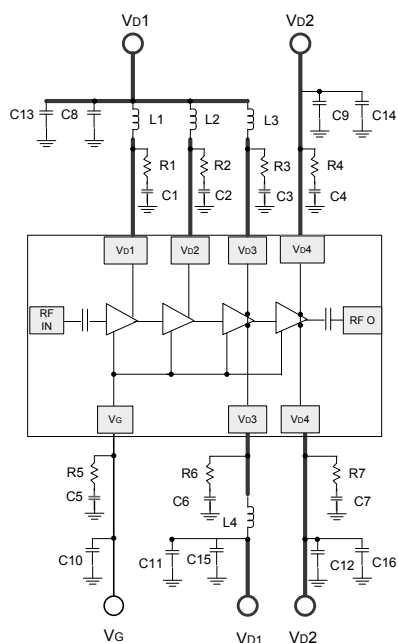 VD1 VD2
C13 C8 L1 L2 L3 C9 C14
R1 R2 R3 R4
C1 C2 C3 C4
VD1 VD2 VD3 VD4
RF IN RF O
VG VD3 VD4
R5 R6 R7
C5 C6 C7
L4
C10 C11 C15 C12 C16
VG VD1 VD2